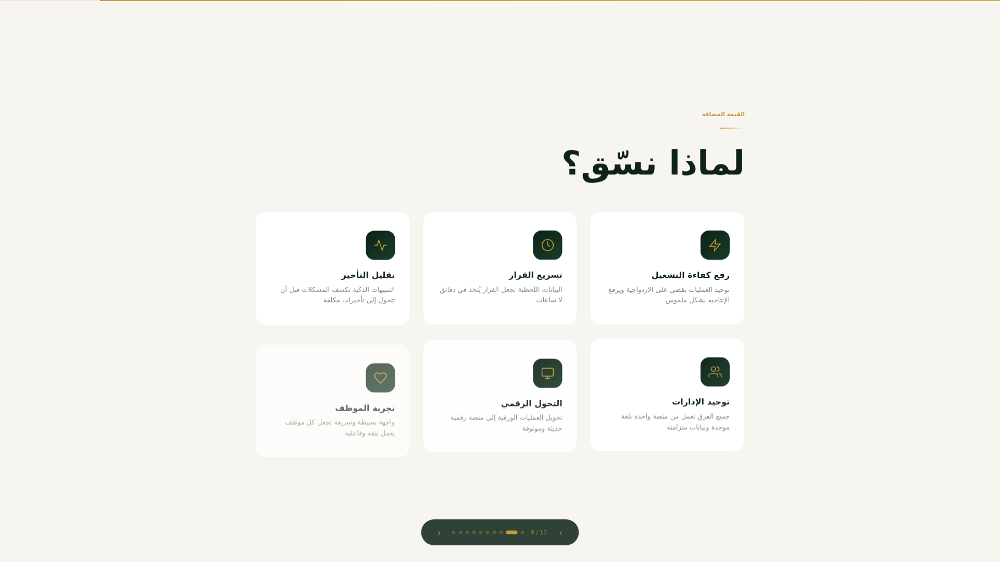 القيمة المضافة
لماذا نسّق؟
رفع كفاءة التشغيل
توحيد العمليات يقضي على الازدواجية ويرفع
الإنتاجية بشكل ملموس
تسريع القرار
البيانات اللحظية تجعل القرار يُتخذ في دقائق
لا ساعات
تقليل التأخير
التنبيهات الذكية تكشف المشكلات قبل أن
تتحول إلى تأخيرات مكلفة
توحيد الإدارات
جميع الفرق تعمل من منصة واحدة بلغة
موحدة وبيانات متزامنة
التحول الرقمي
تحويل العمليات الورقية إلى منصة رقمية
حديثة وموثوقة
تجربة الموظف
واجهة بسيطة وسريعة تجعل كل موظف
يعمل بثقة وفاعلية
9 / 10